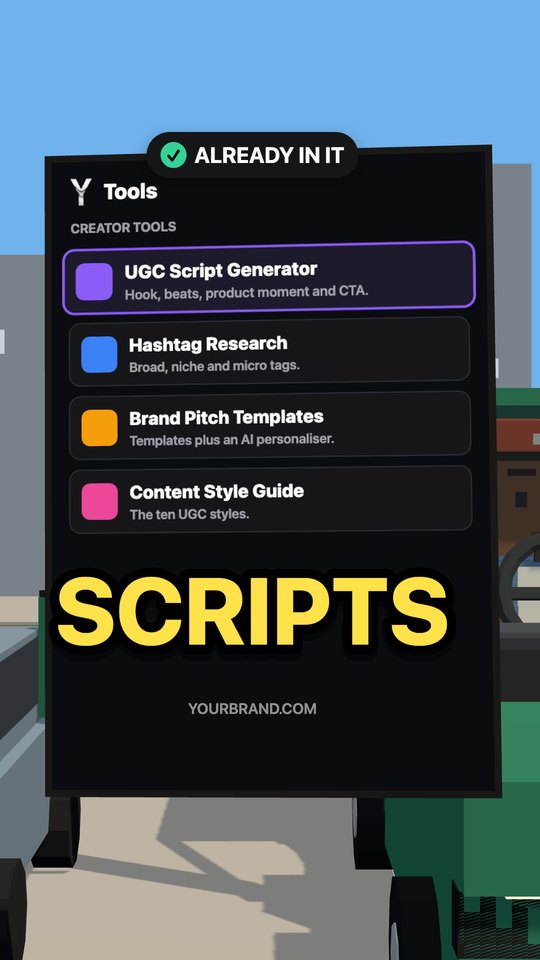 ALREADY IN IT
Y Tools
CREATOR TOOLS
UGC Script Generator
Hook, beats, product moment and CTA.
Hashtag Research
Broad, niche and micro tags.
Brand Pitch Templates
Templates plus an AI personaliser.
Content Style Guide
The ten UGC styles.
SCRIPTS
YOURBRAND.COM